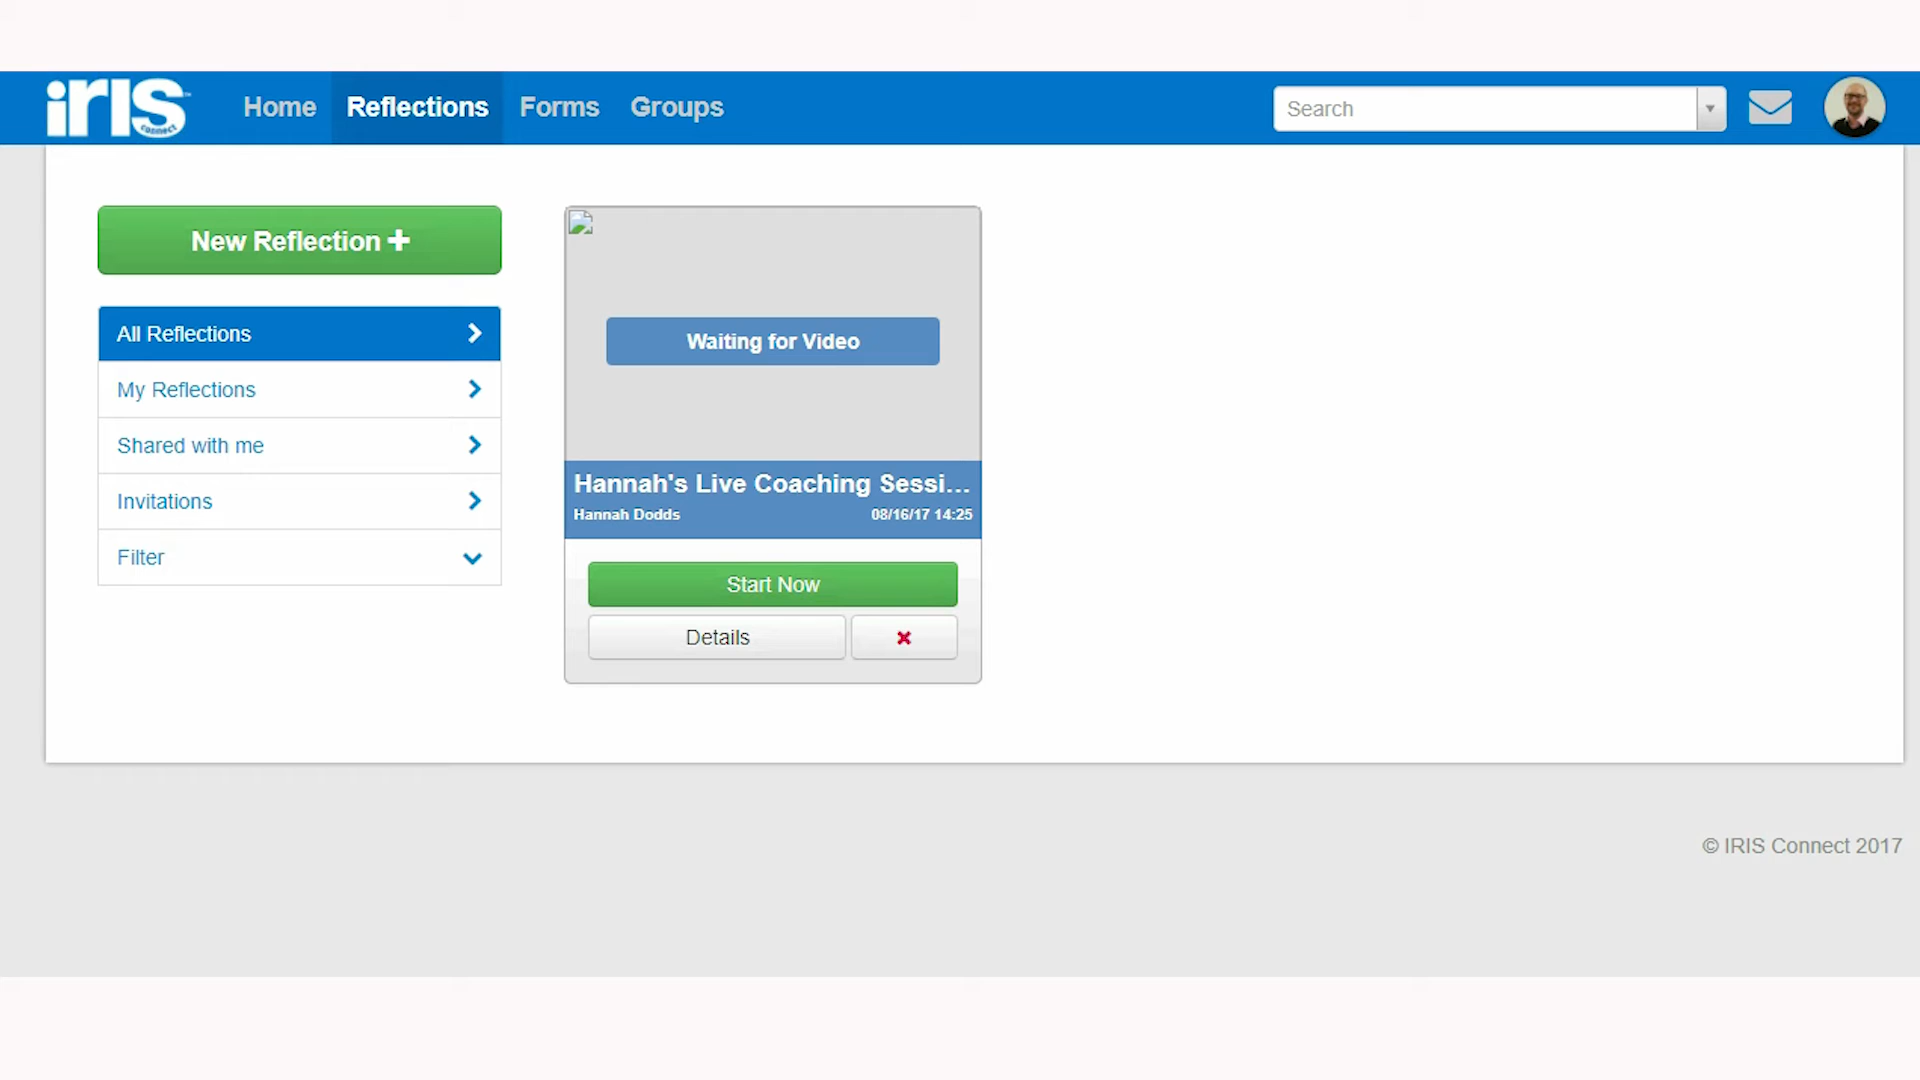 iris connect
Home Reflections Forms Groups
Search
New Reflection +
All Reflections
My Reflections
Shared with me
Invitations
Filter
Waiting for Video
Hannah's Live Coaching Sessi...
Hannah Dodds 08/16/17 14:25
Start Now
Details
© IRIS Connect 2017